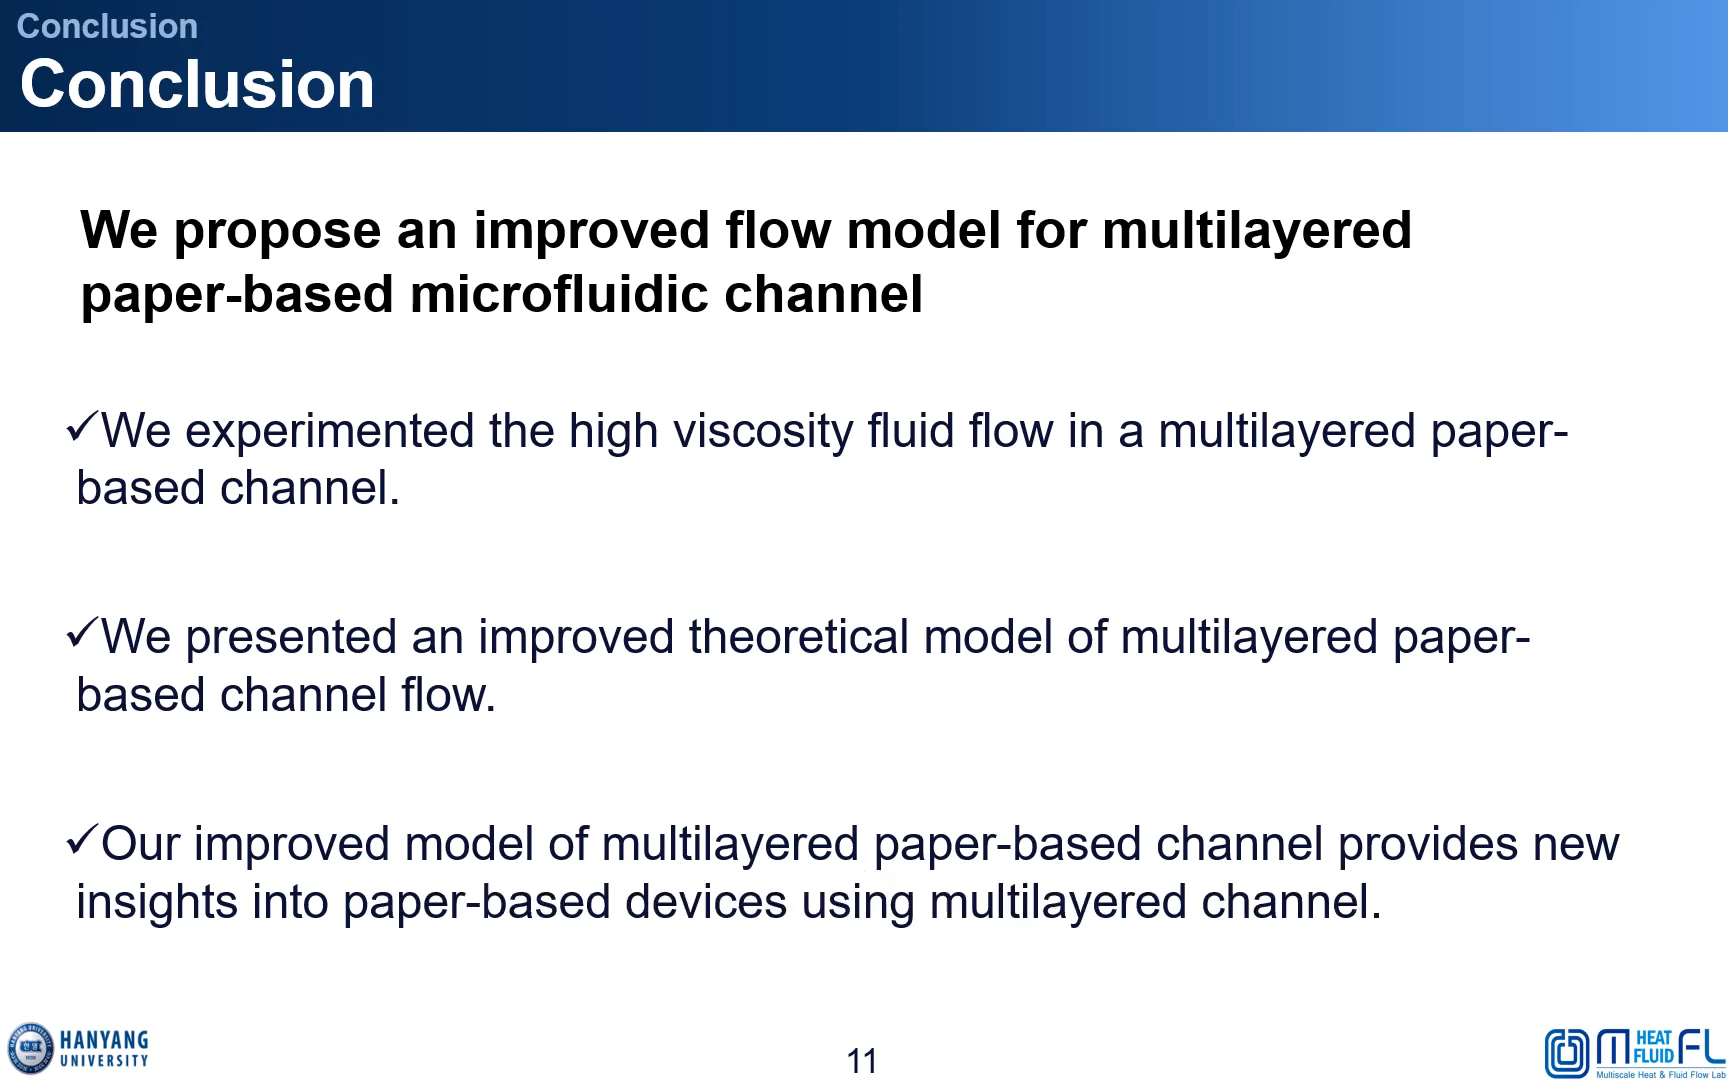 Conclusion
Conclusion
We propose an improved flow model for multilayered
paper-based microfluidic channel
✓We experimented the high viscosity fluid flow in a multilayered paper-
based channel.
✓We presented an improved theoretical model of multilayered paper-
based channel flow.
✓Our improved model of multilayered paper-based channel provides new
insights into paper-based devices using multilayered channel.
HANYANG
UNIVERSITY
11
m HEAT FLUID FL
Multiscale Heat & Fluid Flow Lab